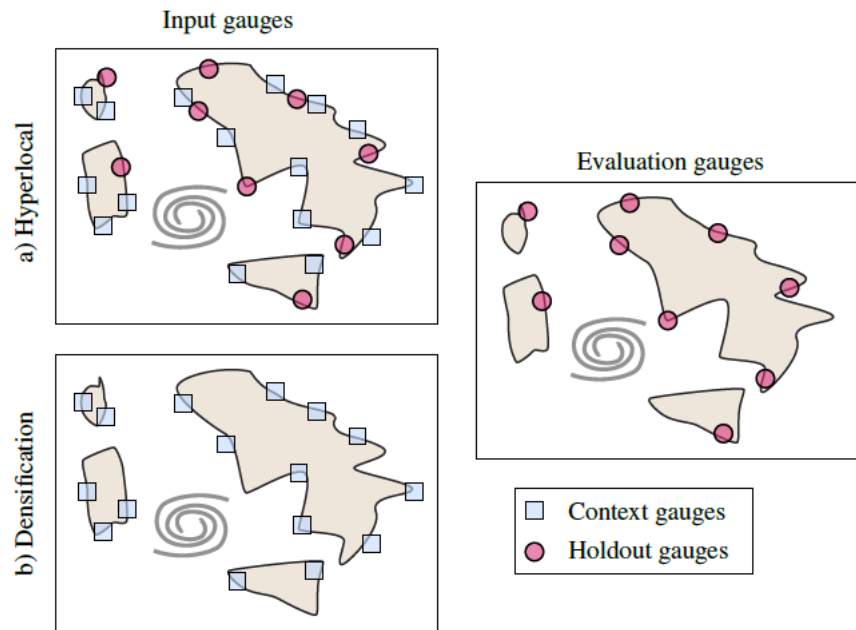 Input gauges
a) Hyperlocal
Evaluation gauges
b) Densification
Context gauges
Holdout gauges